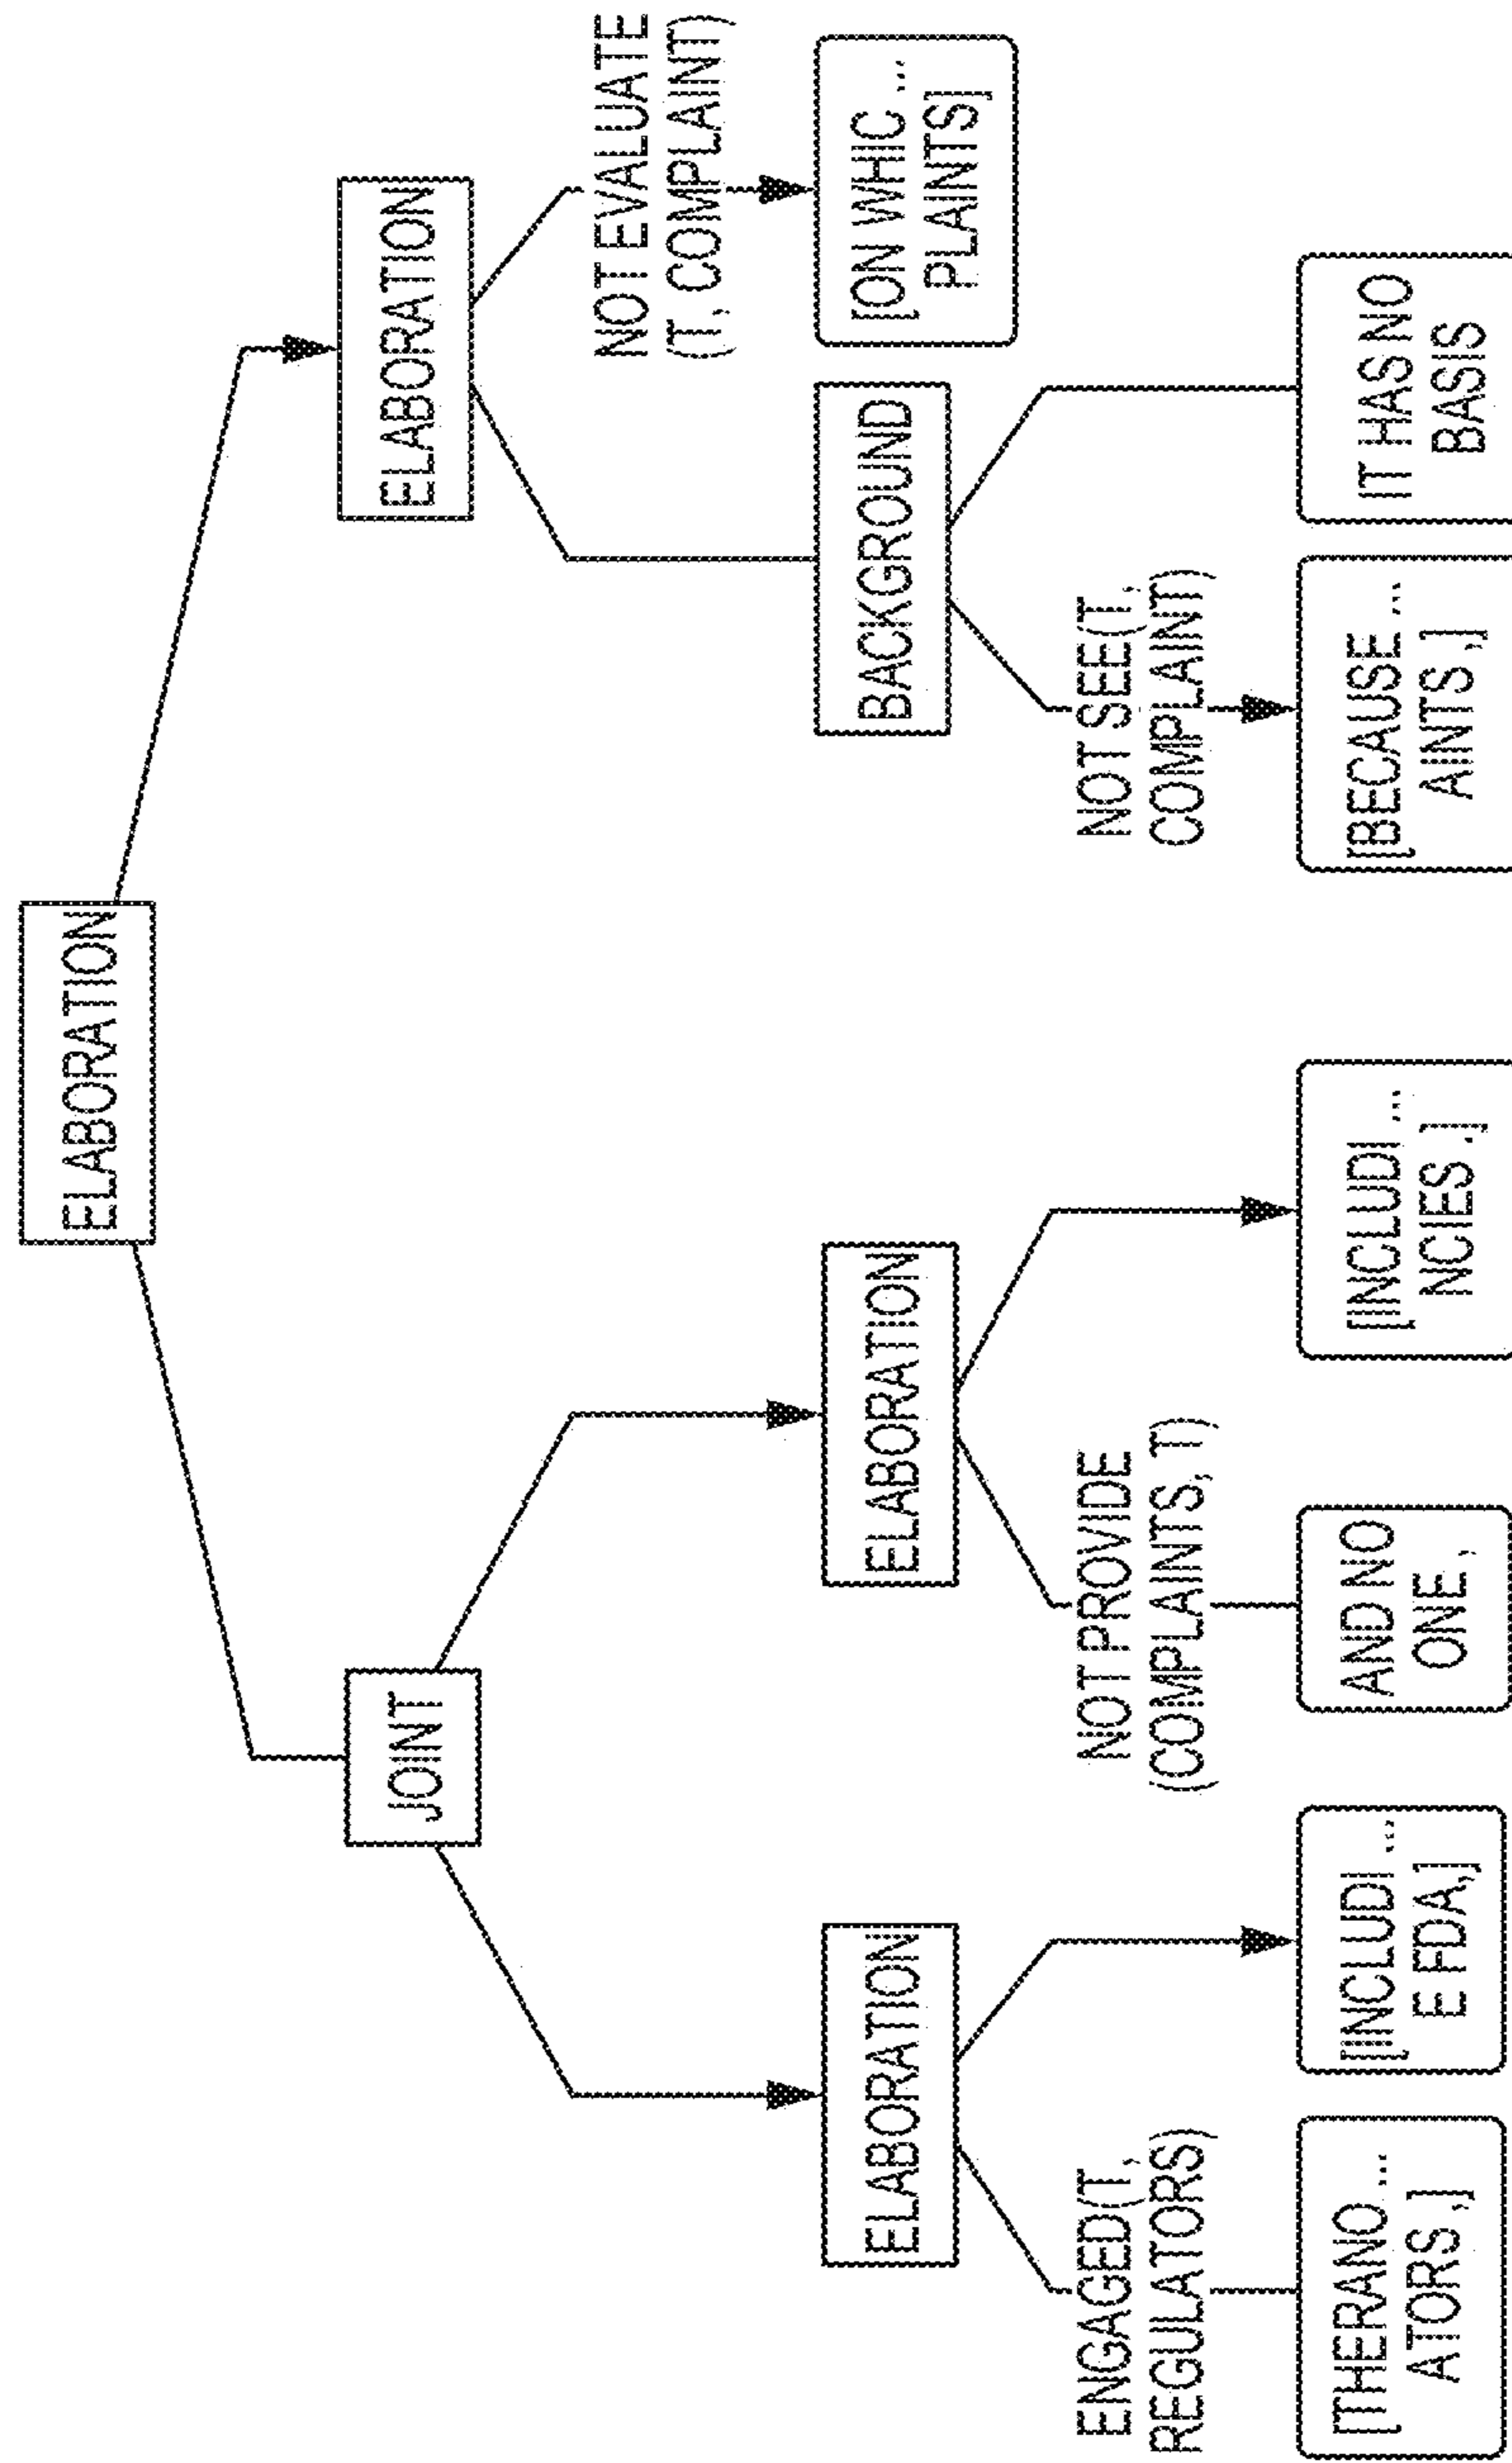 ELABORATION
JOINT
ELABORATION
ELABORATION
ELABORATION
BACKGROUND
NOT EVALUATE
(T, COMPLAINT)
[ON WHIC ...
PLAINTS]
ENGAGED(T,
REGULATORS)
NOT PROVIDE
(COMPLAINTS, T)
NOT SEE(T,
COMPLAINT)
[THERANO ...
ATORS ,]
[INCLUDI ...
E FDA,]
AND NO
ONE ,
[INCLUDI ...
NCIES .]
[BECAUSE ...
AINTS ,]
IT HAS NO
BASIS